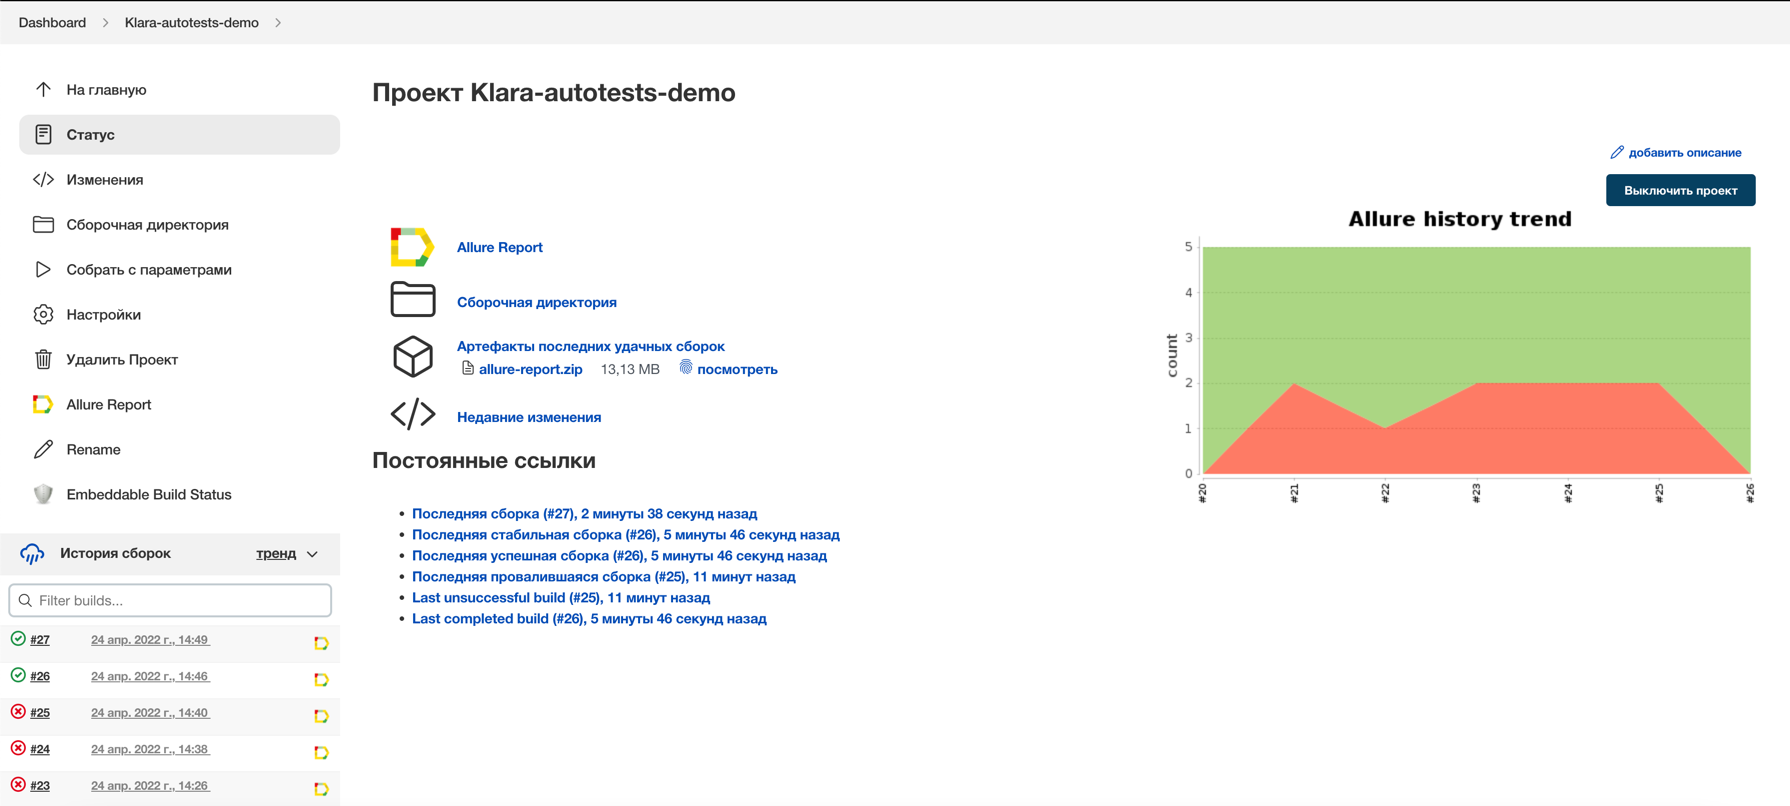 Dashboard
Klara-autotests-demo
На главную
Статус
Изменения
Сборочная директория
Собрать с параметрами
Настройки
Удалить Проект
Allure Report
Rename
Embeddable Build Status
История сборок
тренд
Filter builds...
#27 24 апр. 2022 г., 14:49
#26 24 апр. 2022 г., 14:46
#25 24 апр. 2022 г., 14:40
#24 24 апр. 2022 г., 14:38
#23 24 апр. 2022 г., 14:26
Проект Klara-autotests-demo
добавить описание
Выключить проект
Allure Report
Сборочная директория
Артефакты последних удачных сборок
allure-report.zip 13,13 MB посмотреть
Недавние изменения
Постоянные ссылки
Последняя сборка (#27), 2 минуты 38 секунд назад
Последняя стабильная сборка (#26), 5 минуты 46 секунд назад
Последняя успешная сборка (#26), 5 минуты 46 секунд назад
Последняя провалившаяся сборка (#25), 11 минут назад
Last unsuccessful build (#25), 11 минут назад
Last completed build (#26), 5 минуты 46 секунд назад
Allure history trend
count
5
4
3
2
1
0
#20
#21
#22
#23
#24
#25
#26